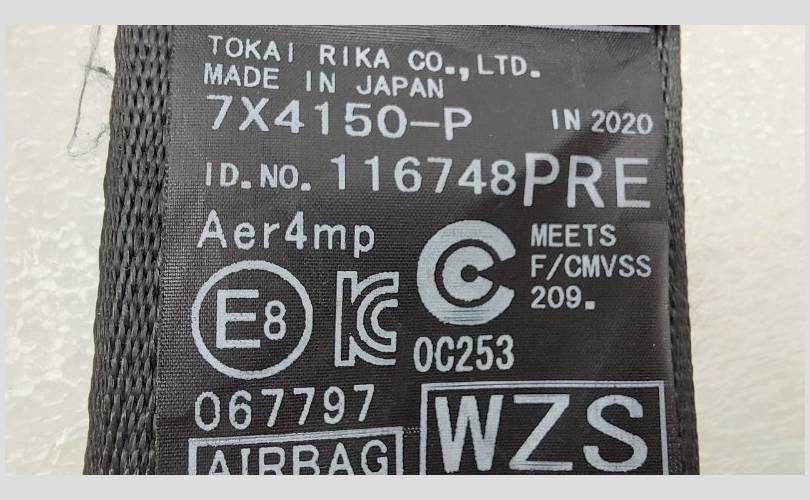 TOKAI RIKA CO.,LTD.
MADE IN JAPAN
7X4150-P IN 2020
ID.NO. 116748PRE
Aer4mp
MEETS
F/CMVSS
209.
E8 KC C
0C253
067797
WZS
AIRBAG